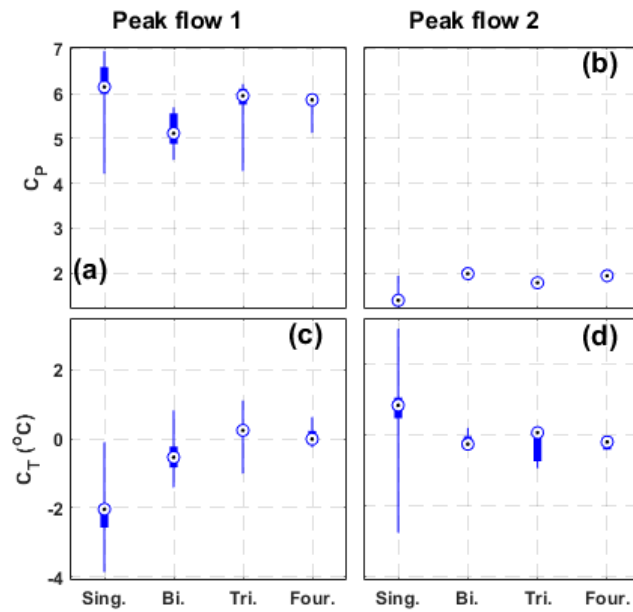 Peak flow 1 Peak flow 2
7
6
5
4
3
2
C_P
(a)
(b)
(c)
(d)
2
0
-2
-4
C_T (°C)
Sing. Bi. Tri. Four. Sing. Bi. Tri. Four.